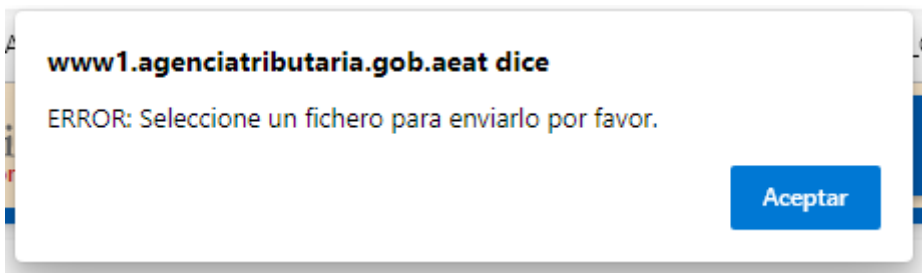 www1.agenciatributaria.gob.aeat dice
ERROR: Seleccione un fichero para enviarlo por favor.
Aceptar